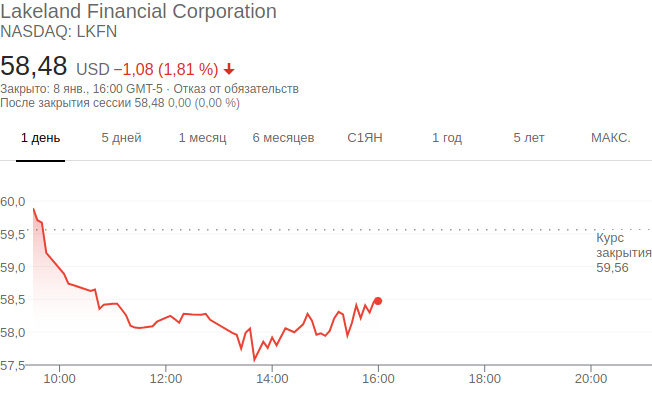 Lakeland Financial Corporation
NASDAQ: LKFN
58,48 USD −1,08 (1,81 %)
Закрыто: 8 янв., 16:00 GMT-5 · Отказ от обязательств
После закрытия сессии 58,48 0,00 (0,00 %)
1 день 5 дней 1 месяц 6 месяцев С1ЯН 1 год 5 лет МАКС.
60,0
59,5
59,0
58,5
58,0
57,5
Курс
закрытия
59,56
10:00 12:00 14:00 16:00 18:00 20:00